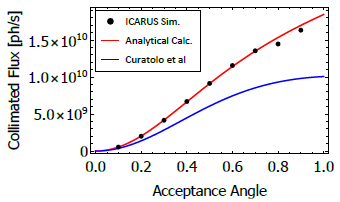 ICARUS Sim.
Analytical Calc.
Curatolo et al
Collimated Flux [ph/s]
1.5×10¹⁰
1.0×10¹⁰
5.0×10⁹
0
0.0 0.2 0.4 0.6 0.8 1.0
Acceptance Angle